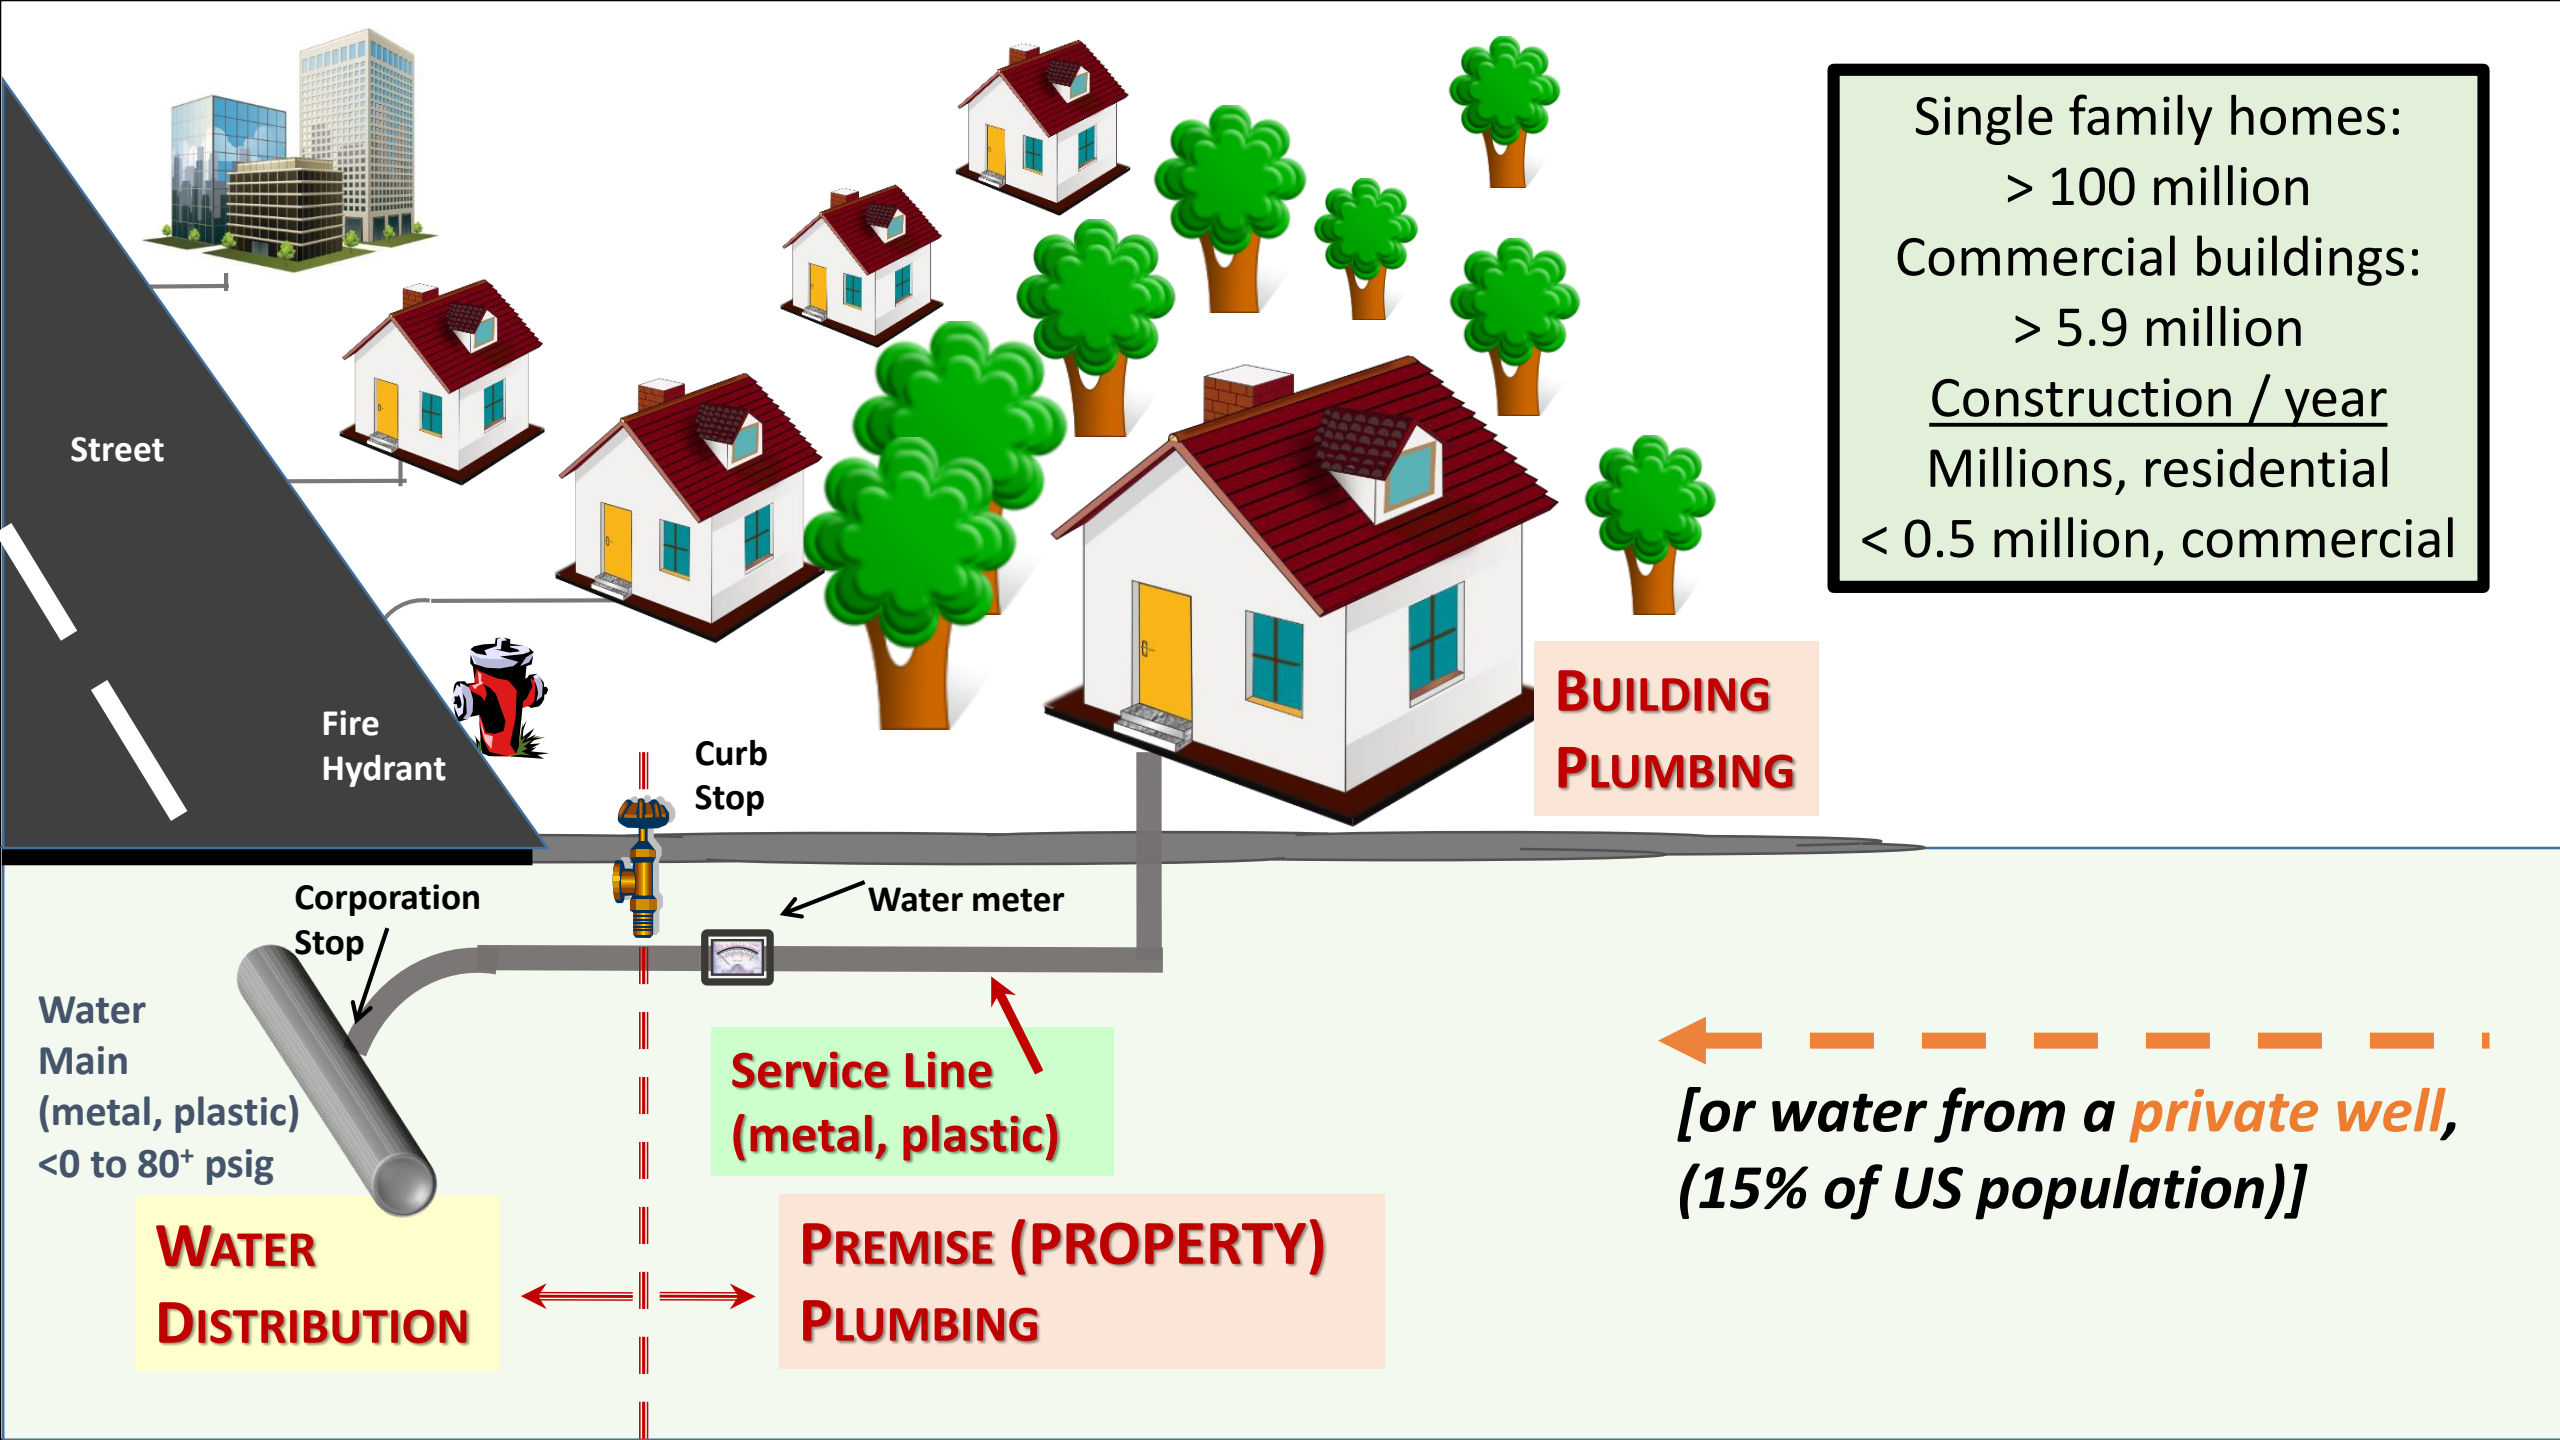 Single family homes:
> 100 million
Commercial buildings:
> 5.9 million
Construction / year
Millions, residential
< 0.5 million, commercial
Street
Fire
Hydrant
Curb
Stop
BUILDING
PLUMBING
Corporation
Stop
Water meter
Water
Main
(metal, plastic)
<0 to 80⁺ psig
Service Line
(metal, plastic)
[or water from a private well,
(15% of US population)]
WATER
DISTRIBUTION
PREMISE (PROPERTY)
PLUMBING